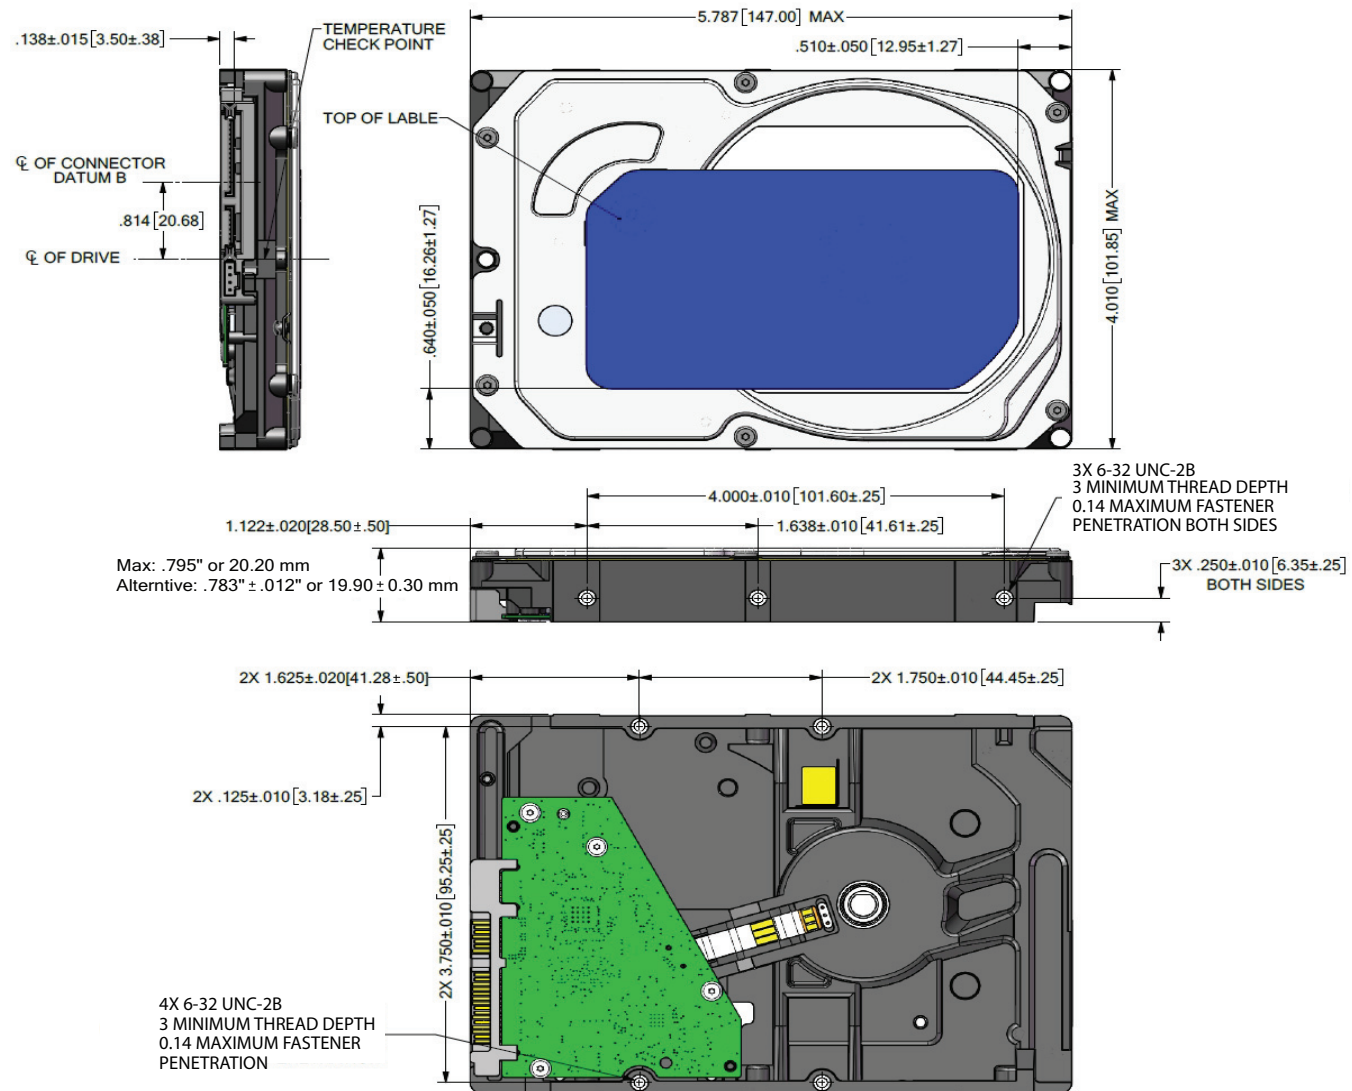 5.787[147.00] MAX
.138±.015[3.50±.38]
TEMPERATURE
CHECK POINT
.510±.050[12.95±1.27]
TOP OF LABLE
℄ OF CONNECTOR
DATUM B
.814[20.68]
℄ OF DRIVE
.640±.050[16.26±1.27]
4.010[101.85] MAX
3X 6-32 UNC-2B
3 MINIMUM THREAD DEPTH
0.14 MAXIMUM FASTENER
PENETRATION BOTH SIDES
4.000±.010[101.60±.25]
1.122±.020[28.50±.50]
1.638±.010[41.61±.25]
Max: .795" or 20.20 mm
Alterntive: .783" ± .012" or 19.90 ± 0.30 mm
3X .250±.010[6.35±.25]
BOTH SIDES
2X 1.625±.020[41.28±.50]
2X 1.750±.010[44.45±.25]
2X .125±.010[3.18±.25]
2X 3.750±.010[95.25±.25]
4X 6-32 UNC-2B
3 MINIMUM THREAD DEPTH
0.14 MAXIMUM FASTENER
PENETRATION